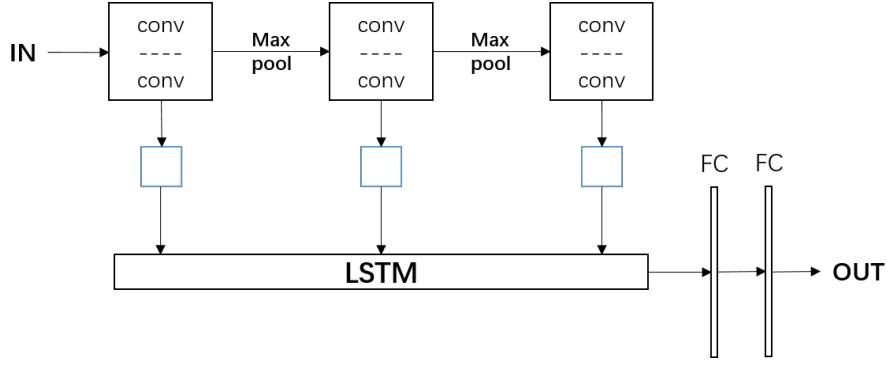 IN
conv
----
conv
Max
pool
conv
----
conv
Max
pool
conv
----
conv
FC
FC
LSTM
OUT